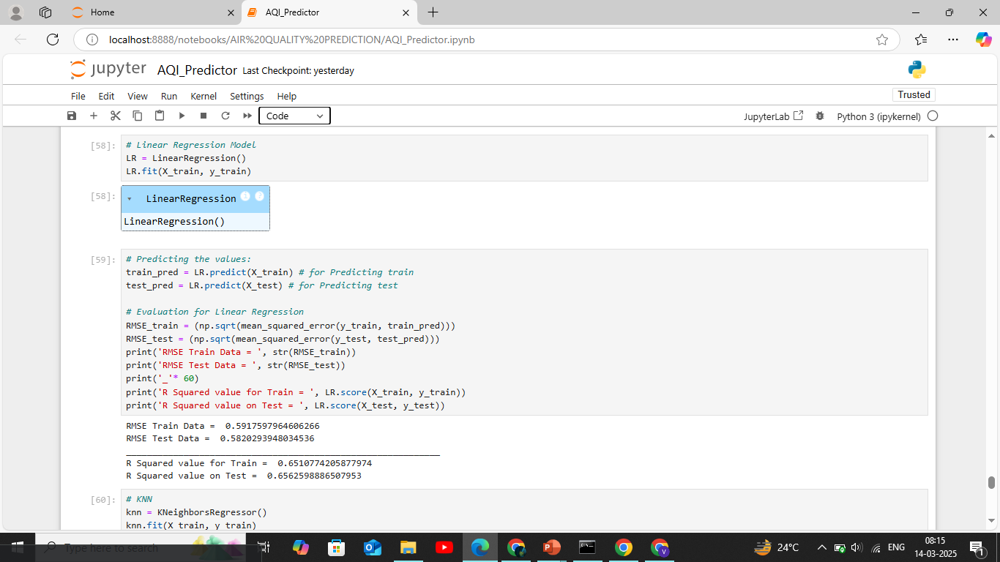 Home
AQI_Predictor
localhost:8888/notebooks/AIR%20QUALITY%20PREDICTION/AQI_Predictor.ipynb
jupyter AQI_Predictor Last Checkpoint: yesterday
File Edit View Run Kernel Settings Help
Trusted
Code
JupyterLab
Python 3 (ipykernel)
[58]: # Linear Regression Model
LR = LinearRegression()
LR.fit(X_train, y_train)
[58]: LinearRegression i ?
LinearRegression()
[59]: # Predicting the values:
train_pred = LR.predict(X_train) # for Predicting train
test_pred = LR.predict(X_test) # for Predicting test
# Evaluation for Linear Regression
RMSE_train = (np.sqrt(mean_squared_error(y_train, train_pred)))
RMSE_test = (np.sqrt(mean_squared_error(y_test, test_pred)))
print('RMSE Train Data = ', str(RMSE_train))
print('RMSE Test Data = ', str(RMSE_test))
print('_'* 60)
print('R Squared value for Train = ', LR.score(X_train, y_train))
print('R Squared value on Test = ', LR.score(X_test, y_test))
RMSE Train Data =  0.5917597964606266
RMSE Test Data =  0.5820293948034536
____________________________________________________________
R Squared value for Train =  0.6510774205877974
R Squared value on Test =  0.6562598886507953
[60]: # KNN
knn = KNeighborsRegressor()
knn.fit(X_train, y_train)
Type here to search
24°C
ENG
08:15
14-03-2025
1